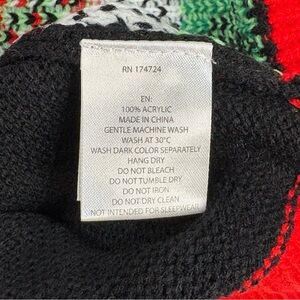 RN 174724
EN:
100% ACRYLIC
MADE IN CHINA
GENTLE MACHINE WASH
WASH AT 30°C
WASH DARK COLOR SEPARATELY
HANG DRY
DO NOT BLEACH
DO NOT TUMBLE DRY
DO NOT IRON
DO NOT DRY CLEAN
NOT INTENDED FOR SLEEPWEAR